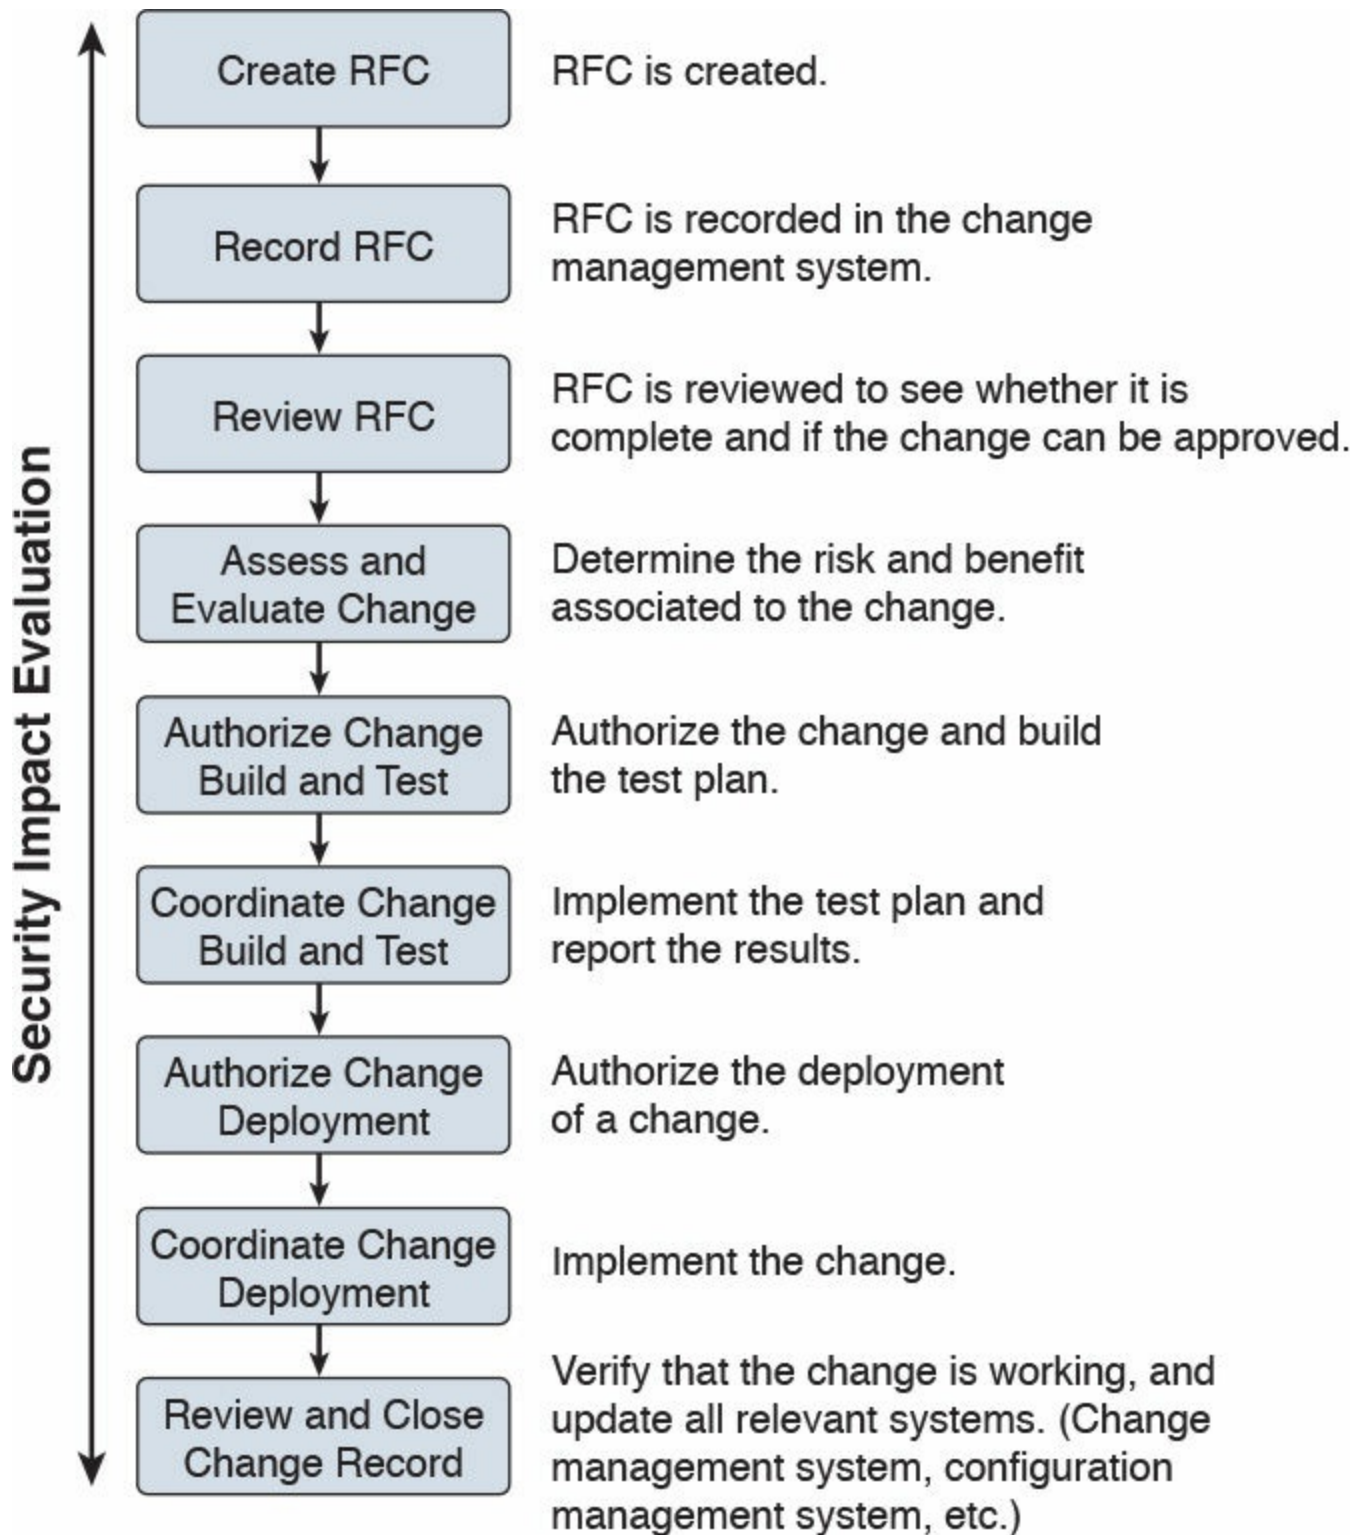 Security Impact Evaluation
Create RFC
RFC is created.
Record RFC
RFC is recorded in the change
management system.
Review RFC
RFC is reviewed to see whether it is
complete and if the change can be approved.
Assess and
Evaluate Change
Determine the risk and benefit
associated to the change.
Authorize Change
Build and Test
Authorize the change and build
the test plan.
Coordinate Change
Build and Test
Implement the test plan and
report the results.
Authorize Change
Deployment
Authorize the deployment
of a change.
Coordinate Change
Deployment
Implement the change.
Review and Close
Change Record
Verify that the change is working, and
update all relevant systems. (Change
management system, configuration
management system, etc.)